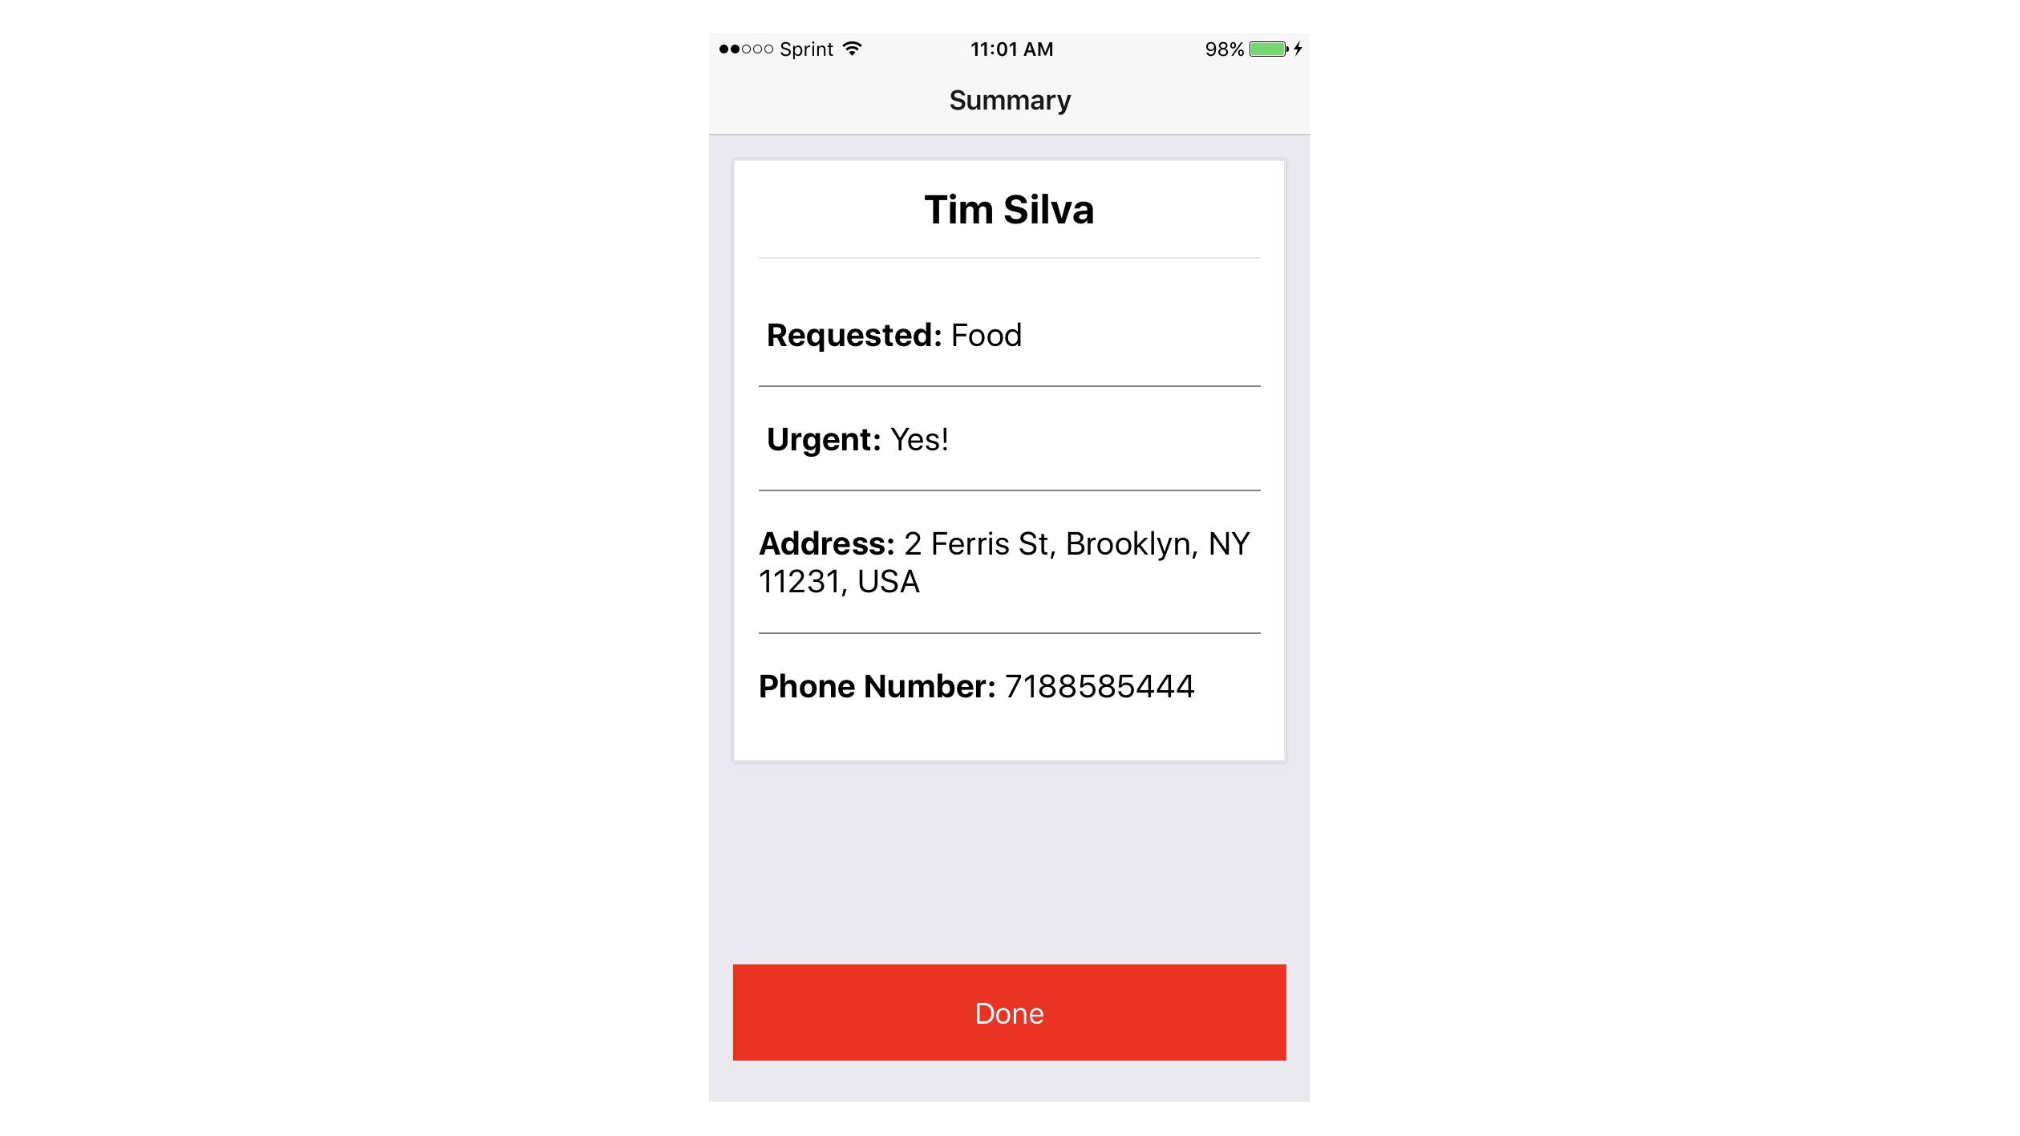 Sprint 11:01 AM 98%
Summary
Tim Silva
Requested: Food
Urgent: Yes!
Address: 2 Ferris St, Brooklyn, NY
11231, USA
Phone Number: 7188585444
Done